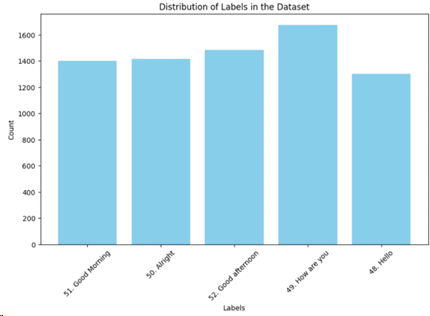 Distribution of Labels in the Dataset
1600
1400
1200
1000
800
600
400
200
0
Count
51. Good Morning
50. Alright
52. Good afternoon
49. How are you
48. Hello
Labels